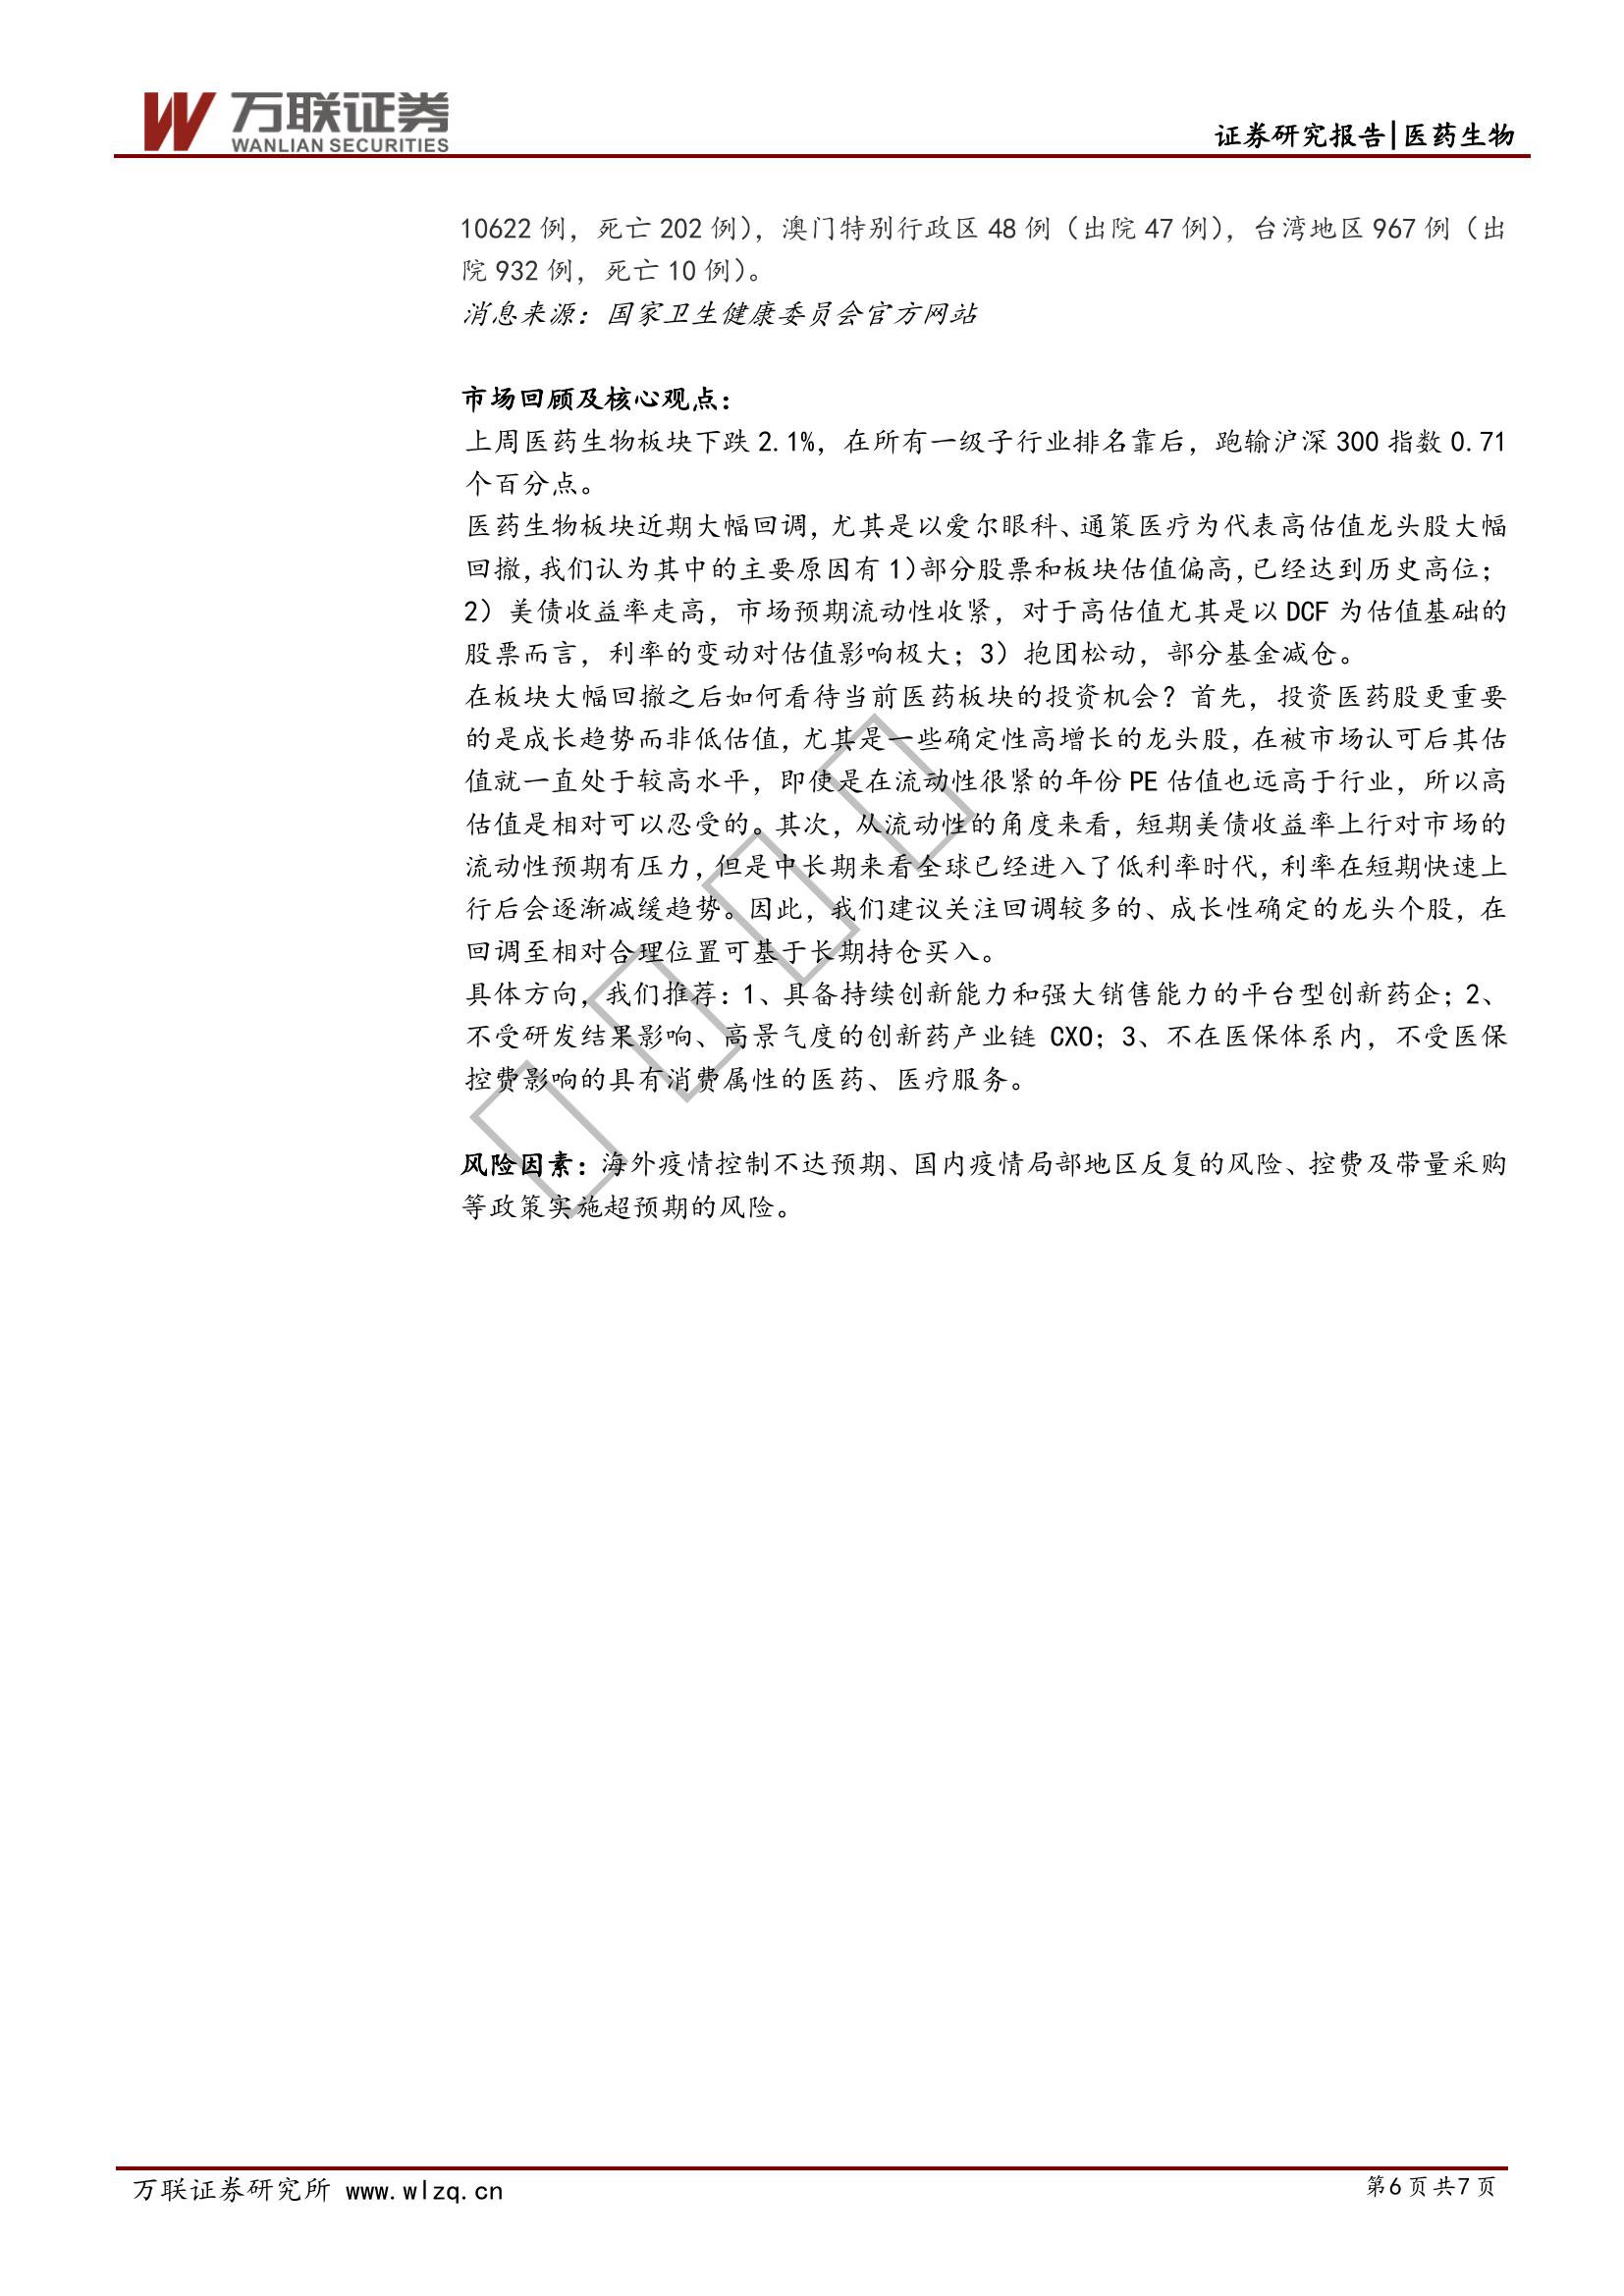 万联证券
WANLIAN SECURITIES
证券研究报告|医药生物
10622 例，死亡 202 例），澳门特别行政区 48 例（出院 47 例），台湾地区 967 例（出
院 932 例，死亡 10 例）。
消息来源：国家卫生健康委员会官方网站
市场回顾及核心观点：
上周医药生物板块下跌 2.1%，在所有一级子行业排名靠后，跑输沪深 300 指数 0.71
个百分点。
医药生物板块近期大幅回调，尤其是以爱尔眼科、通策医疗为代表高估值龙头股大幅
回撤，我们认为其中的主要原因有 1）部分股票和板块估值偏高，已经达到历史高位；
2）美债收益率走高，市场预期流动性收紧，对于高估值尤其是以 DCF 为估值基础的
股票而言，利率的变动对估值影响极大；3）抱团松动，部分基金减仓。
在板块大幅回撤之后如何看待当前医药板块的投资机会？首先，投资医药股更重要
的是成长趋势而非低估值，尤其是一些确定性高增长的龙头股，在被市场认可后其估
值就一直处于较高水平，即使是在流动性很紧的年份 PE 估值也远高于行业，所以高
估值是相对可以忍受的。其次，从流动性的角度来看，短期美债收益率上行对市场的
流动性预期有压力，但是中长期来看全球已经进入了低利率时代，利率在短期快速上
行后会逐渐减缓趋势。因此，我们建议关注回调较多的、成长性确定的龙头个股，在
回调至相对合理位置可基于长期持仓买入。
具体方向，我们推荐：1、具备持续创新能力和强大销售能力的平台型创新药企；2、
不受研发结果影响、高景气度的创新药产业链 CXO；3、不在医保体系内，不受医保
控费影响的具有消费属性的医药、医疗服务。
风险因素：海外疫情控制不达预期、国内疫情局部地区反复的风险、控费及带量采购
等政策实施超预期的风险。
万联证券研究所 www.wlzq.cn
第 6 页 共 7 页